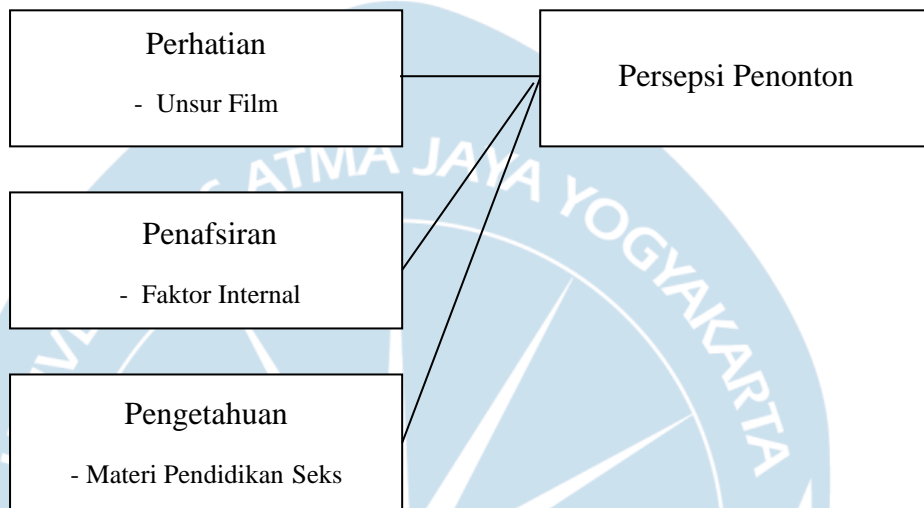 Perhatian
- Unsur Film
Persepsi Penonton
Penafsiran
- Faktor Internal
Pengetahuan
- Materi Pendidikan Seks
S ATMA JAYA YOGYAKARTA